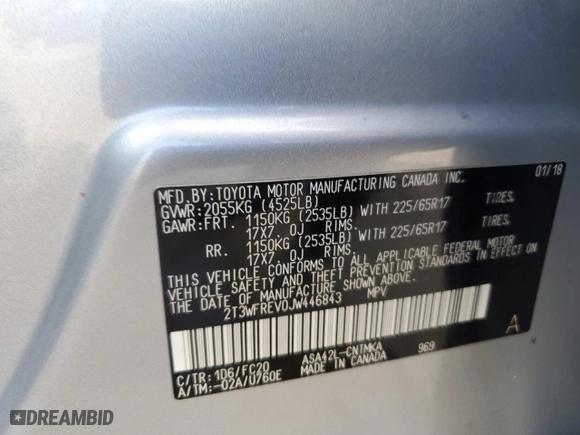 MFD.BY:TOYOTA MOTOR MANUFACTURING CANADA INC. 01/18
GVWR:2055KG (4525LB)
GAWR:FRT. 1150KG (2535LB) WITH 225/65R17 TIRES,
17X7.0J RIMS.
RR. 1150KG (2535LB) WITH 225/65R17 TIRES,
17X7.0J RIMS.
THIS VEHICLE CONFORMS TO ALL APPLICABLE FEDERAL MOTOR
VEHICLE SAFETY AND THEFT PREVENTION STANDARDS IN EFFECT ON
THE DATE OF MANUFACTURE SHOWN ABOVE.
2T3WFREV0JW446843 MPV
C/TR:1D6/FC20 ASA42L-CNTMKA 969 A
A/TM:-02A/U760E MADE IN CANADA
DREAMBID